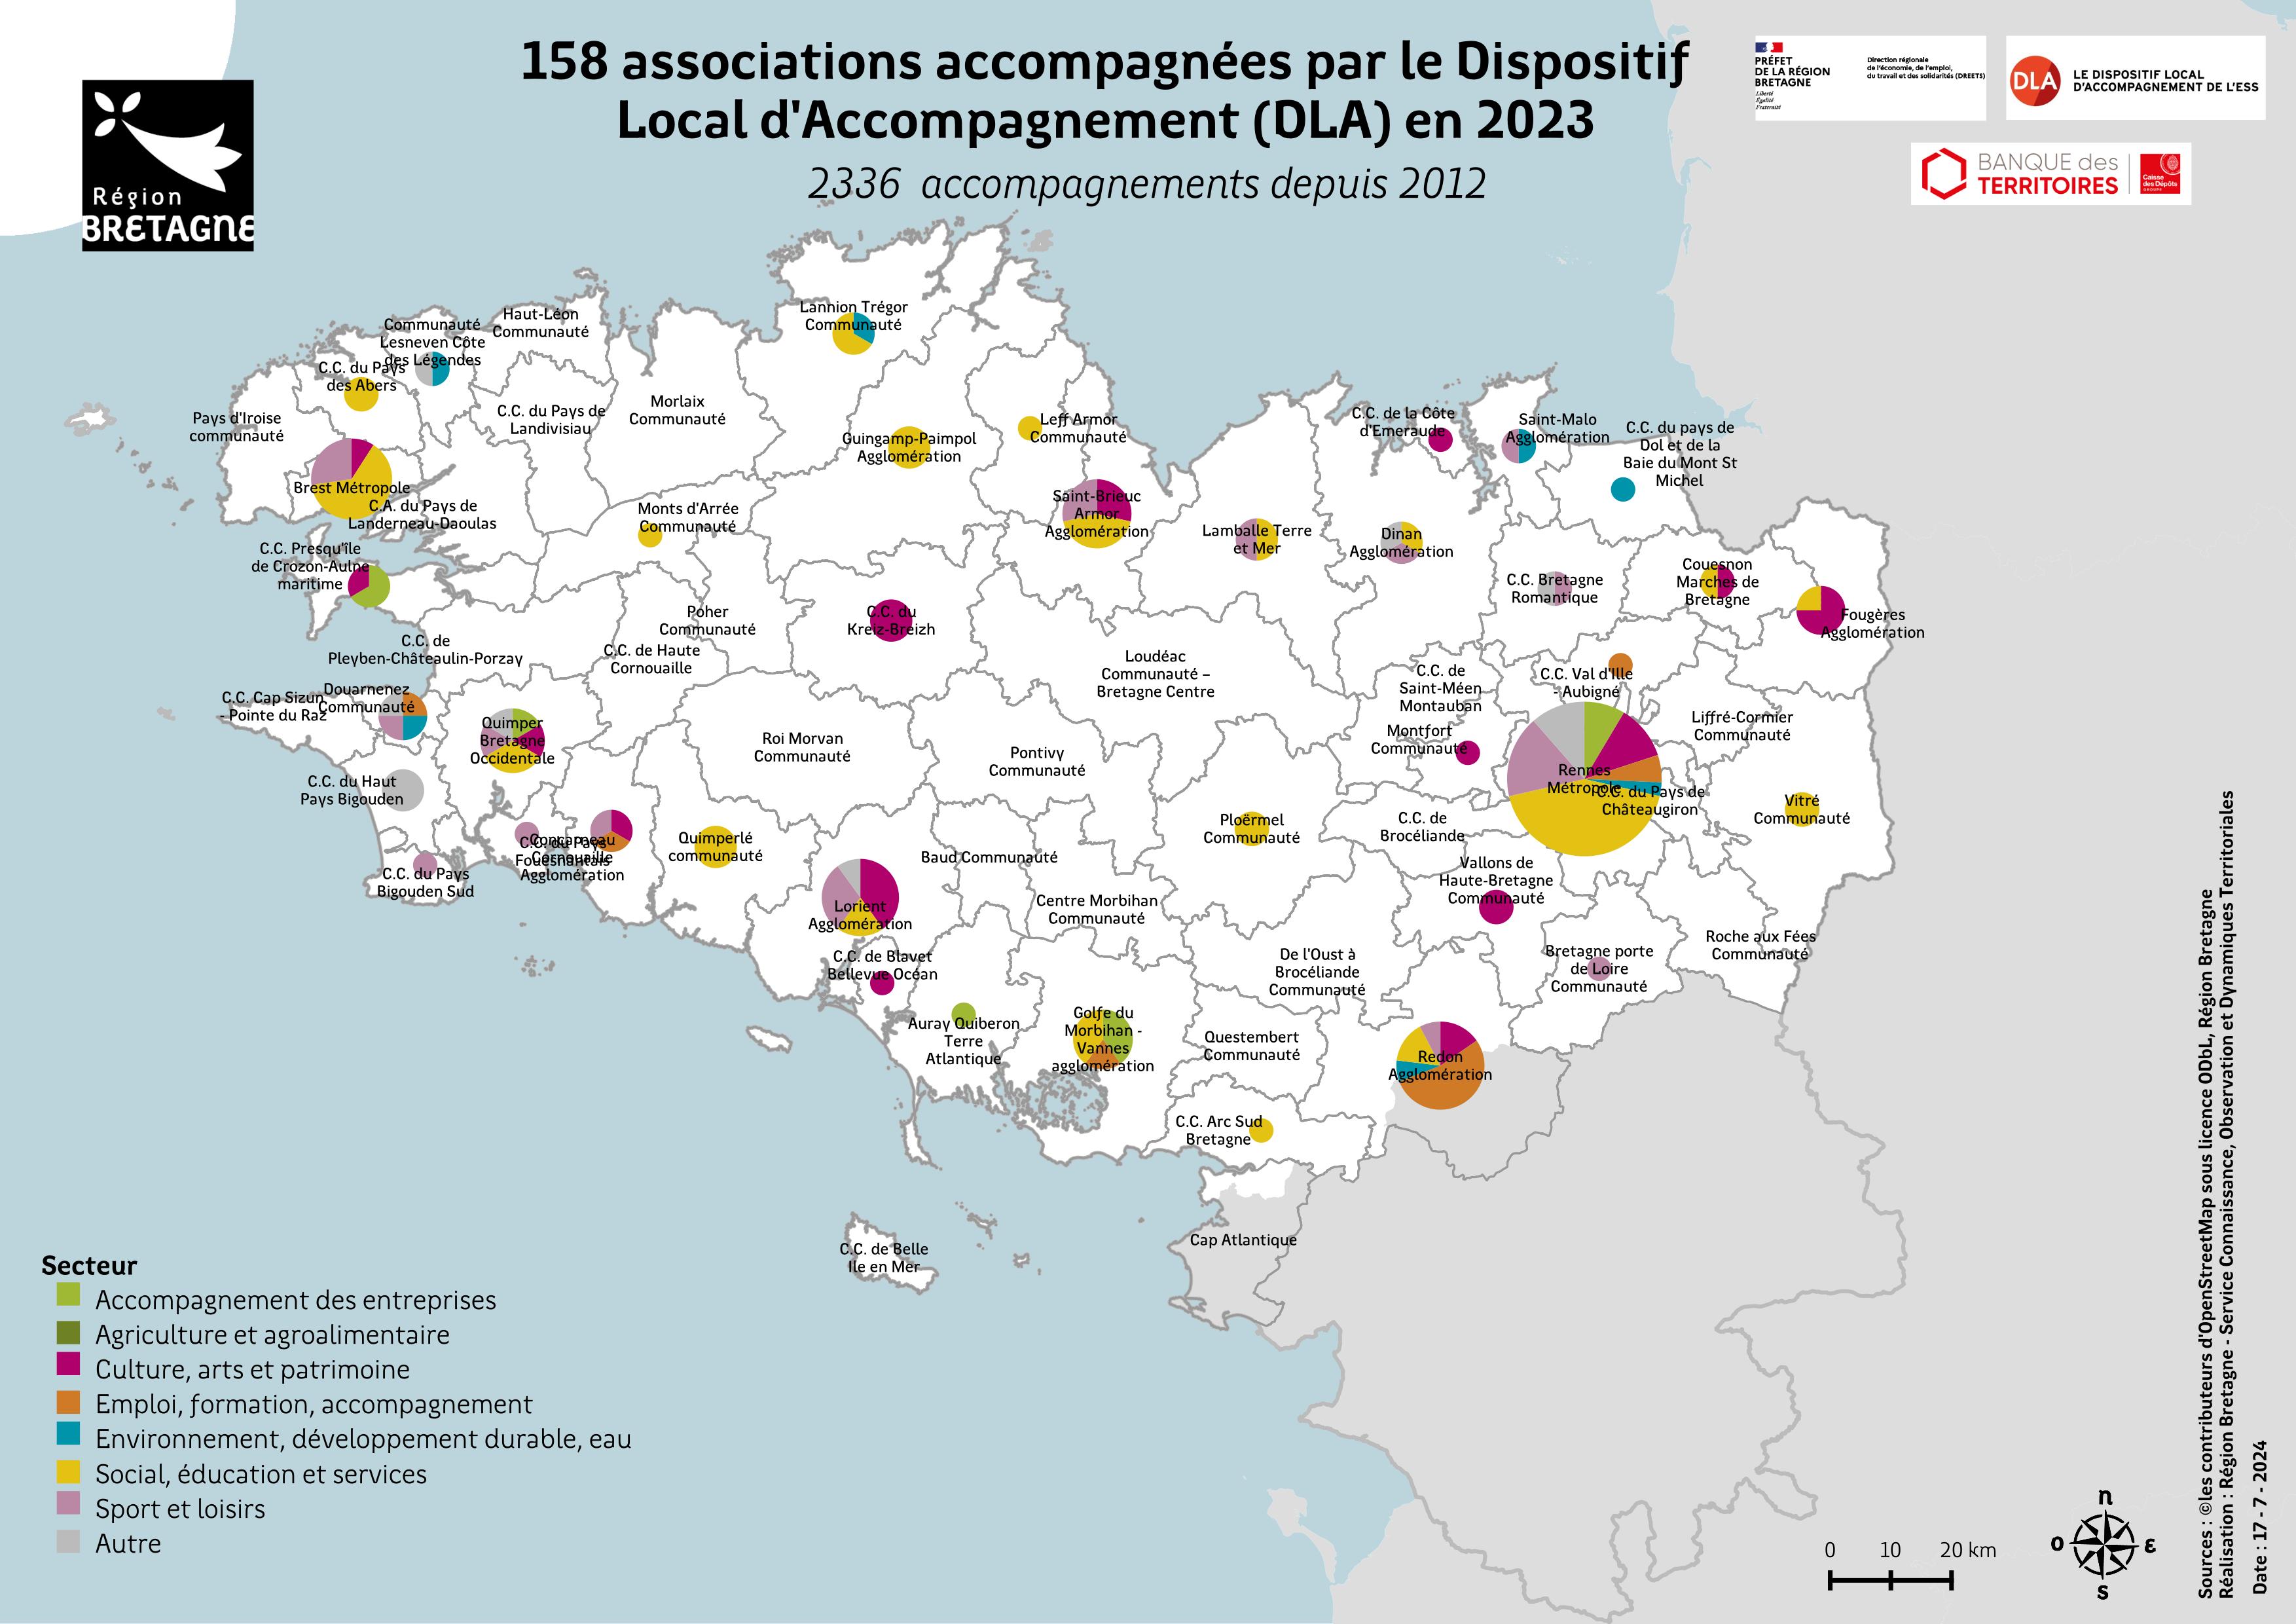 158 associations accompagnées par le Dispositif
Local d'Accompagnement (DLA) en 2023
2336 accompagnements depuis 2012
Région
BRETAGNE
PRÉFET
DE LA RÉGION
BRETAGNE
Liberté
Égalité
Fraternité
Direction régionale
de l'économie, de l'emploi,
du travail et des solidarités (DREETS)
DLA
LE DISPOSITIF LOCAL
D'ACCOMPAGNEMENT DE L'ESS
BANQUE des
TERRITOIRES
Caisse
des Dépôts
GROUPE
Lannion Trégor
Communauté
Haut-Léon
Communauté
Communauté
Lesneven Côte
des Légendes
C.C. du Pays
des Abers
Pays d'Iroise
communauté
C.C. du Pays de
Landivisiau
Morlaix
Communauté
Guingamp-Paimpol
Agglomération
Leff Armor
Communauté
C.C. de la Côte
d'Emeraude
Saint-Malo
Agglomération
C.C. du pays de
Dol et de la
Baie du Mont St
Michel
Brest Métropole
C.A. du Pays de
Landerneau-Daoulas
Monts d'Arrée
Communauté
Saint-Brieuc
Armor
Agglomération
Lamballe Terre
et Mer
Dinan
Agglomération
C.C. Presqu'île
de Crozon-Aulne
maritime
C.C. Bretagne
Romantique
Couesnon
Marches de
Bretagne
Fougères
Agglomération
Poher
Communauté
C.C. du
Kreiz-Breizh
C.C. de
Pleyben-Châteaulin-Porzay
C.C. de Haute
Cornouaille
Loudéac
Communauté –
Bretagne Centre
C.C. de
Saint-Méen
Montauban
C.C. Val d'Ille
- Aubigné
C.C. Cap Sizun
- Pointe du Raz
Douarnenez
Communauté
Quimper
Bretagne
Occidentale
Roi Morvan
Communauté
Pontivy
Communauté
Montfort
Communauté
Liffré-Cormier
Communauté
Rennes
Métropole
C.C. du Pays de
Châteaugiron
Vitré
Communauté
C.C. du Haut
Pays Bigouden
Concarneau
Cornouaille
Agglomération
C.C. du Pays
Fouesnantais
Quimperlé
communauté
Ploërmel
Communauté
C.C. de
Brocéliande
C.C. du Pays
Bigouden Sud
Baud Communauté
Vallons de
Haute-Bretagne
Communauté
Lorient
Agglomération
Centre Morbihan
Communauté
C.C. de Blavet
Bellevue Océan
De l'Oust à
Brocéliande
Communauté
Bretagne porte
de Loire
Communauté
Roche aux Fées
Communauté
Auray Quiberon
Terre
Atlantique
Golfe du
Morbihan -
Vannes
agglomération
Questembert
Communauté
Redon
Agglomération
C.C. Arc Sud
Bretagne
C.C. de Belle
Ile en Mer
Cap Atlantique
Secteur
Accompagnement des entreprises
Agriculture et agroalimentaire
Culture, arts et patrimoine
Emploi, formation, accompagnement
Environnement, développement durable, eau
Social, éducation et services
Sport et loisirs
Autre
0 10 20 km
n
o ε
s
Sources : ©les contributeurs d'OpenStreetMap sous licence ODbL, Région Bretagne
Réalisation : Région Bretagne - Service Connaissance, Observation et Dynamiques Territoriales
Date : 17 - 7 - 2024